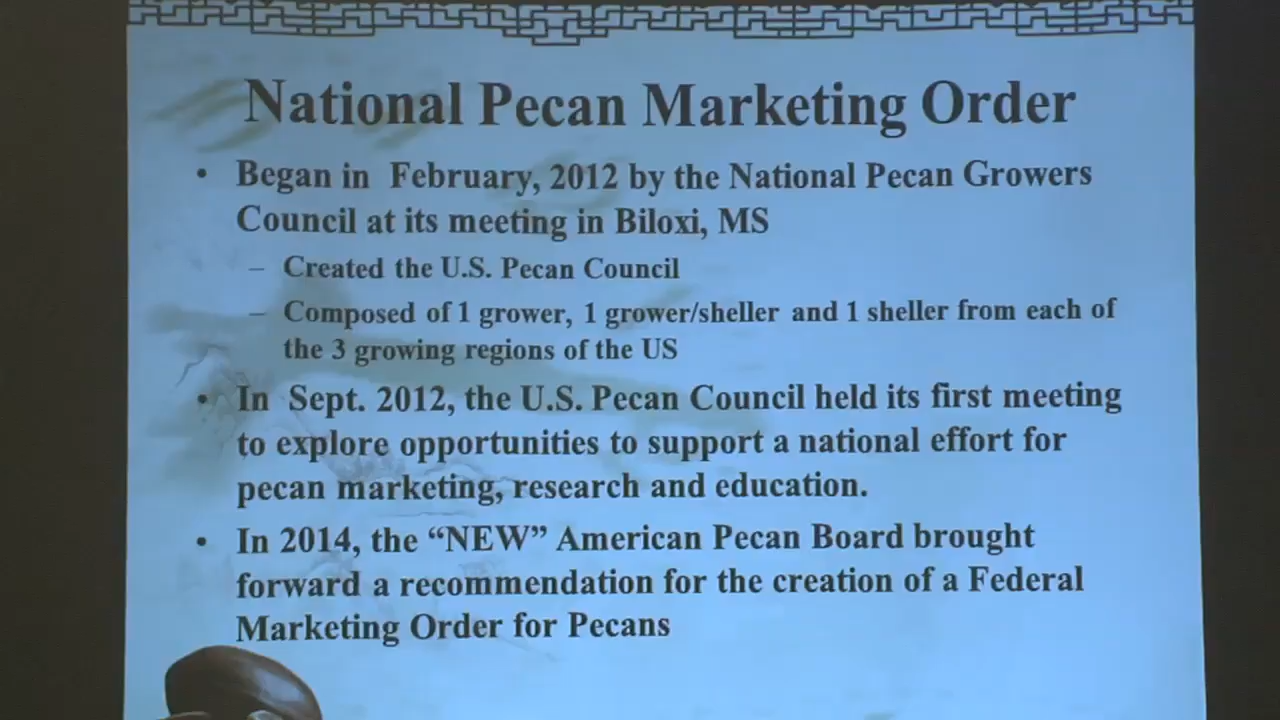 National Pecan Marketing Order
• Began in February, 2012 by the National Pecan Growers
Council at its meeting in Biloxi, MS
– Created the U.S. Pecan Council
– Composed of 1 grower, 1 grower/sheller and 1 sheller from each of
the 3 growing regions of the US
• In Sept. 2012, the U.S. Pecan Council held its first meeting
to explore opportunities to support a national effort for
pecan marketing, research and education.
• In 2014, the “NEW” American Pecan Board brought
forward a recommendation for the creation of a Federal
Marketing Order for Pecans